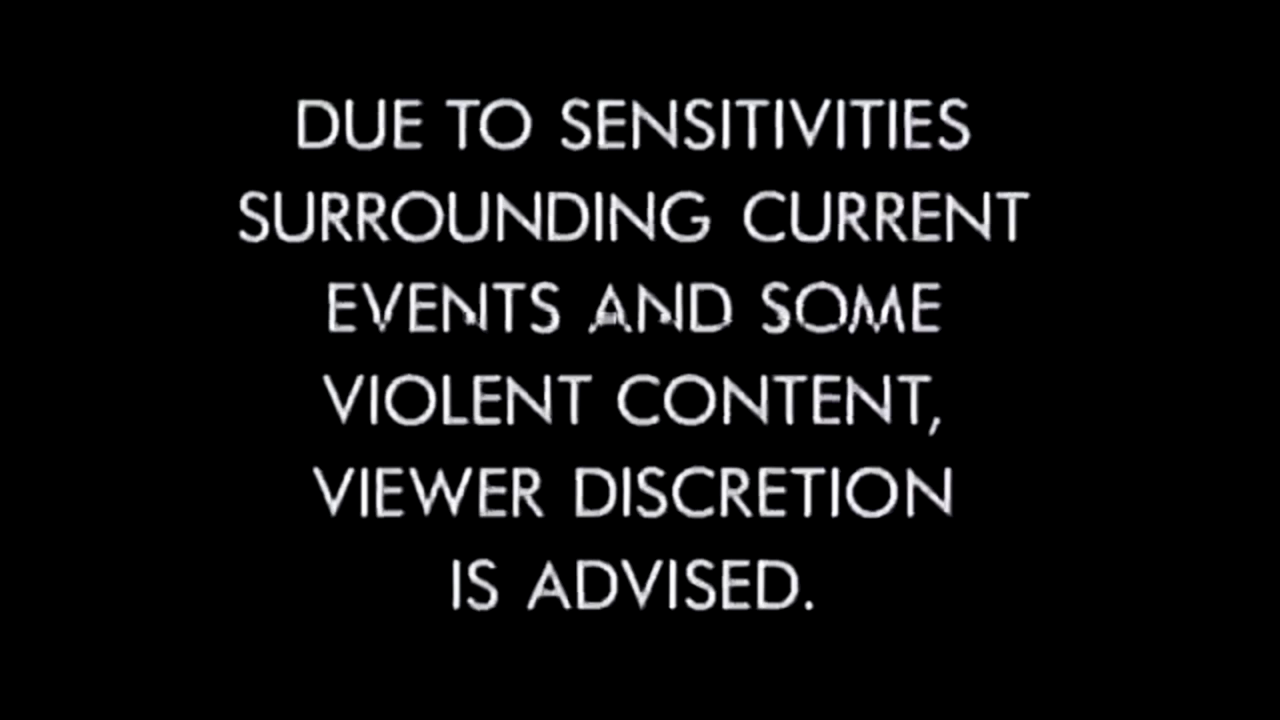 DUE TO SENSITIVITIES
SURROUNDING CURRENT
EVENTS AND SOME
VIOLENT CONTENT,
VIEWER DISCRETION
IS ADVISED.